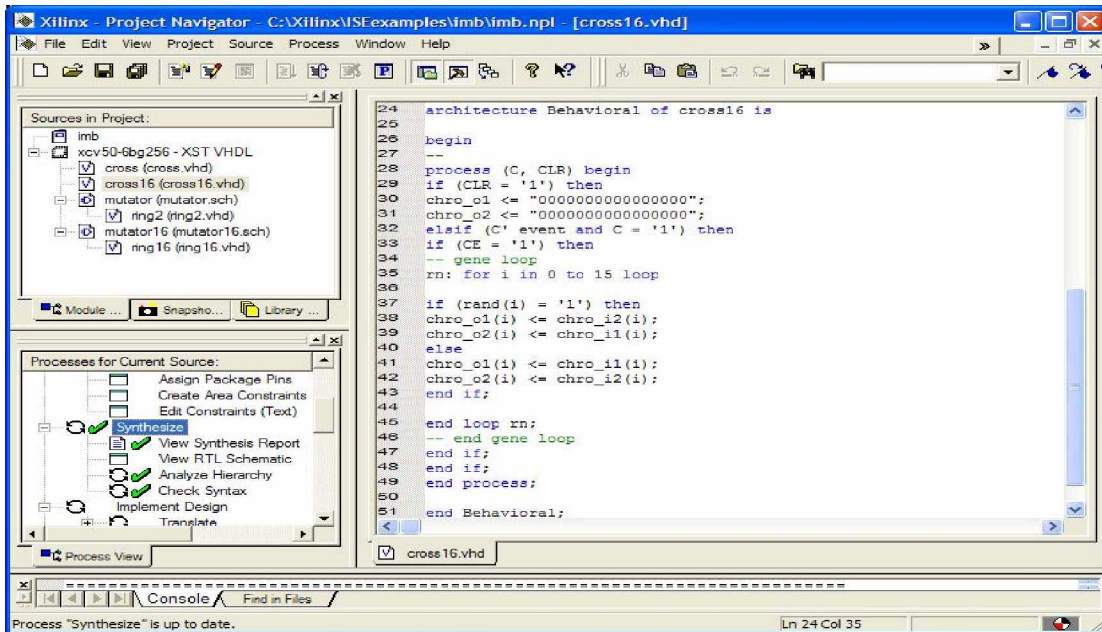 Xilinx - Project Navigator - C:\Xilinx\ISEexamples\imb\imb.npl - [cross16.vhd]
File Edit View Project Source Process Window Help
Sources in Project:
imb
xcv50-6bg256 - XST VHDL
cross (cross.vhd)
cross16 (cross16.vhd)
mutator (mutator.sch)
ring2 (ring2.vhd)
mutator16 (mutator16.sch)
ring16 (ring16.vhd)
Module ... Snapsho... Library ...
Processes for Current Source:
Assign Package Pins
Create Area Constraints
Edit Constraints (Text)
Synthesize
View Synthesis Report
View RTL Schematic
Analyze Hierarchy
Check Syntax
Implement Design
Translate
Process View
24 architecture Behavioral of cross16 is
25
26 begin
27 --
28 process (C, CLR) begin
29 if (CLR = '1') then
30 chro_o1 <= "0000000000000000";
31 chro_o2 <= "0000000000000000";
32 elsif (C' event and C = '1') then
33 if (CE = '1') then
34 -- gene loop
35 rn: for i in 0 to 15 loop
36
37 if (rand(i) = '1') then
38 chro_o1(i) <= chro_i2(i);
39 chro_o2(i) <= chro_i1(i);
40 else
41 chro_o1(i) <= chro_i1(i);
42 chro_o2(i) <= chro_i2(i);
43 end if;
44
45 end loop rn;
46 -- end gene loop
47 end if;
48 end if;
49 end process;
50
51 end Behavioral;
cross16.vhd
Console Find in Files
Process "Synthesize" is up to date.
Ln 24 Col 35